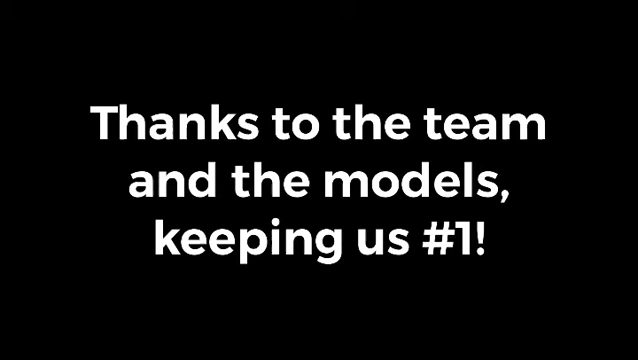 Thanks to the team
and the models,
keeping us #1!